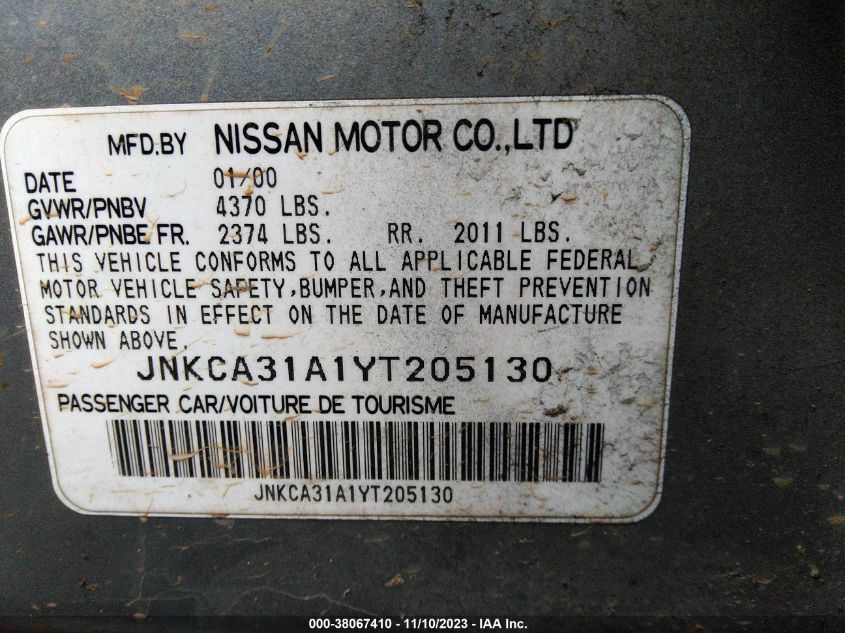 MFD.BY NISSAN MOTOR CO.,LTD
DATE 01/00
GVWR/PNBV 4370 LBS.
GAWR/PNBE FR. 2374 LBS. RR. 2011 LBS.
THIS VEHICLE CONFORMS TO ALL APPLICABLE FEDERAL
MOTOR VEHICLE SAFETY,BUMPER,AND THEFT PREVENTION
STANDARDS IN EFFECT ON THE DATE OF MANUFACTURE
SHOWN ABOVE.
JNKCA31A1YT205130
PASSENGER CAR/VOITURE DE TOURISME
JNKCA31A1YT205130
000-38067410 - 11/10/2023 - IAA Inc.